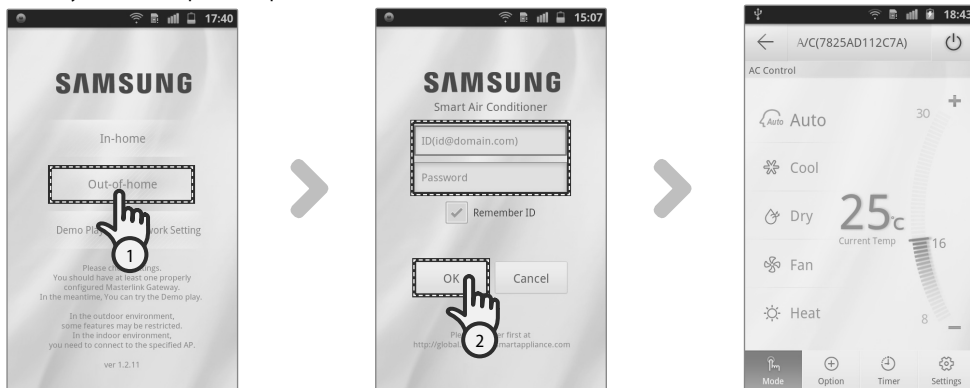 17:40
SAMSUNG
In-home
Out-of-home
Demo Play ork Setting
1
Please ch ings.
You should have at least one properly
configured Masterlink Gateway.
In the meantime, You can try the Demo play.
In the outdoor environment,
some features may be restricted.
In the indoor environment,
you need to connect to the specified AP.
ver 1.2.11
15:07
SAMSUNG
Smart Air Conditioner
ID(id@domain.com)
Password
Remember ID
OK
Cancel
2
er first at
http://global. martappliance.com
18:43
A/C(7825AD112C7A)
AC Control
Auto Auto
Cool
Dry
Fan
Heat
30
25°c
Current Temp
16
8
Mode
Option
Timer
Settings